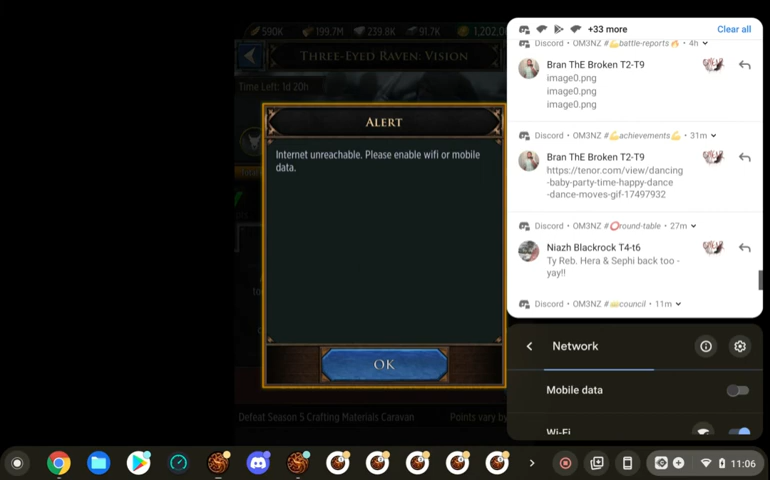 590K 199.7M 239.8K 91.7K
THREE-EYED RAVEN: VISION
Time Left: 1d 20h
ALERT
Internet unreachable. Please enable wifi or mobile
data.
OK
Defeat Season 5 Crafting Materials Caravan Points vary by
+33 more Clear all
Discord • OM3NZ #💪battle-reports🔥 • 4h
Bran ThE Broken T2-T9
image0.png
image0.png
image0.png
Discord • OM3NZ #💪achievements💪 • 31m
Bran ThE Broken T2-T9
https://tenor.com/view/dancing
-baby-party-time-happy-dance
-dance-moves-gif-17497932
Discord • OM3NZ #⭕round-table • 27m
Niazh Blackrock T4-t6
Ty Reb. Hera & Sephi back too -
yay!!
Discord • OM3NZ #👑council • 11m
Network
Mobile data
Wi-Fi
11:06